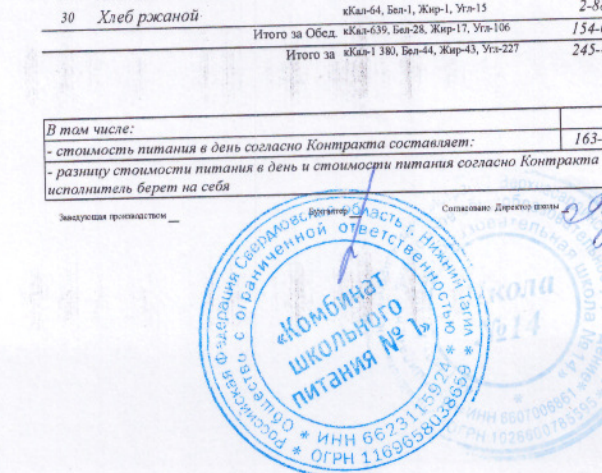 30 Хлеб ржаной кКал-64, Бел-1, Жир-1, Угл-15
Итого за Обед. кКал-639, Бел-28, Жир-17, Угл-106
Итого за кКал-1 380, Бел-44, Жир-43, Угл-227
В том числе:
- стоимость питания в день согласно Контракта составляет: 163-
- разницу стоимости питания в день и стоимости питания согласно Контракта
исполнитель берет на себя
Заведующая производством Бухгалтер Согласовано Директор школы
Российская Федерация Свердловская область г. Нижний Тагил * ОГРН 1169658038659 *
Общество с ограниченной ответственностью * ИНН 6623115924 *
«Комбинат
школьного
питания № 1»
школа
№14